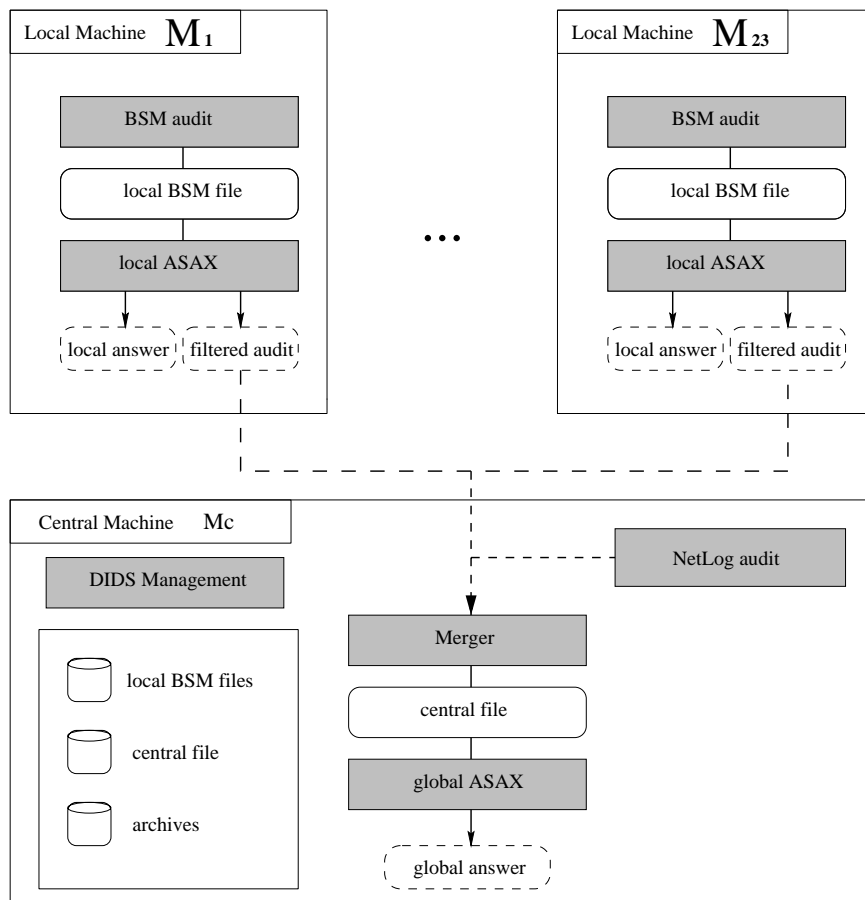 Local Machine M1
BSM audit
local BSM file
local ASAX
local answer
filtered audit
...
Local Machine M23
BSM audit
local BSM file
local ASAX
local answer
filtered audit
Central Machine Mc
DIDS Management
local BSM files
central file
archives
NetLog audit
Merger
central file
global ASAX
global answer